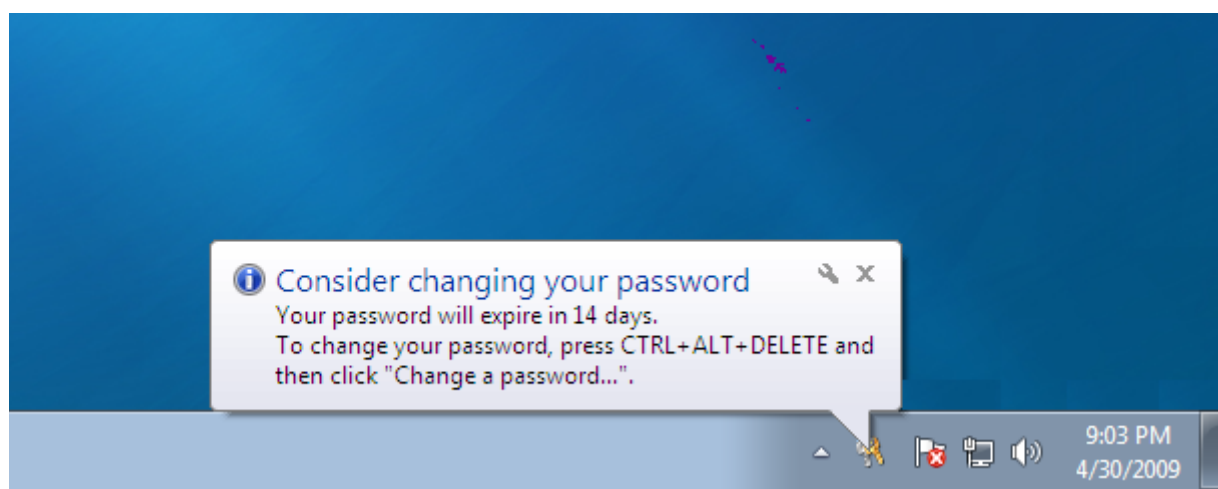 Consider changing your password
Your password will expire in 14 days.
To change your password, press CTRL+ALT+DELETE and
then click "Change a password...".
9:03 PM
4/30/2009